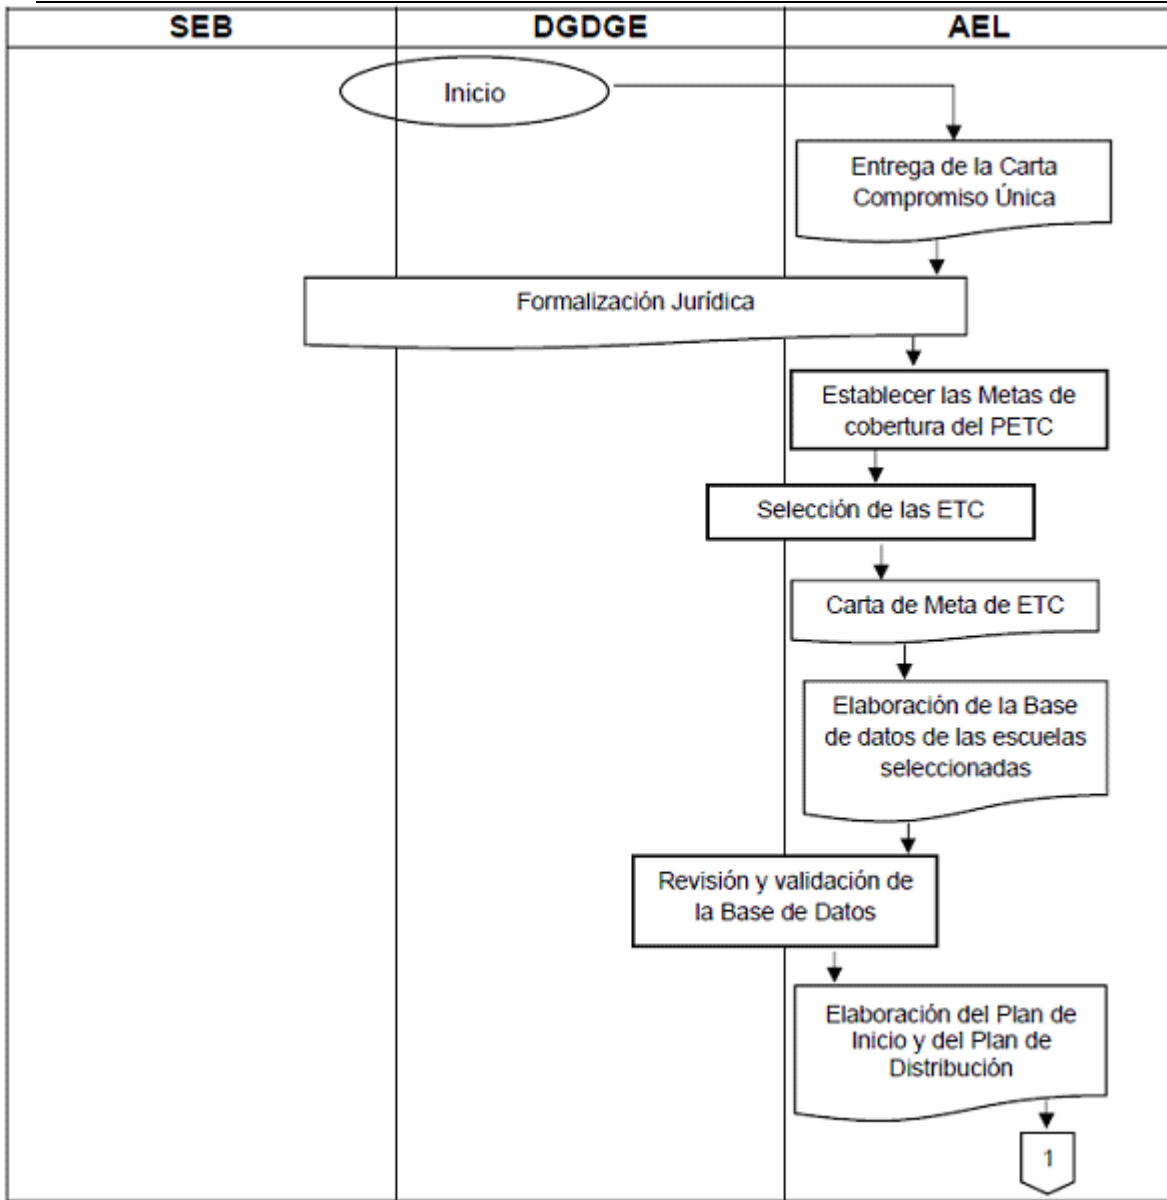 SEB DGDGE AEL
Inicio
Entrega de la Carta
Compromiso Única
Formalización Jurídica
Establecer las Metas de
cobertura del PETC
Selección de las ETC
Carta de Meta de ETC
Elaboración de la Base
de datos de las escuelas
seleccionadas
Revisión y validación de
la Base de Datos
Elaboración del Plan de
Inicio y del Plan de
Distribución
1